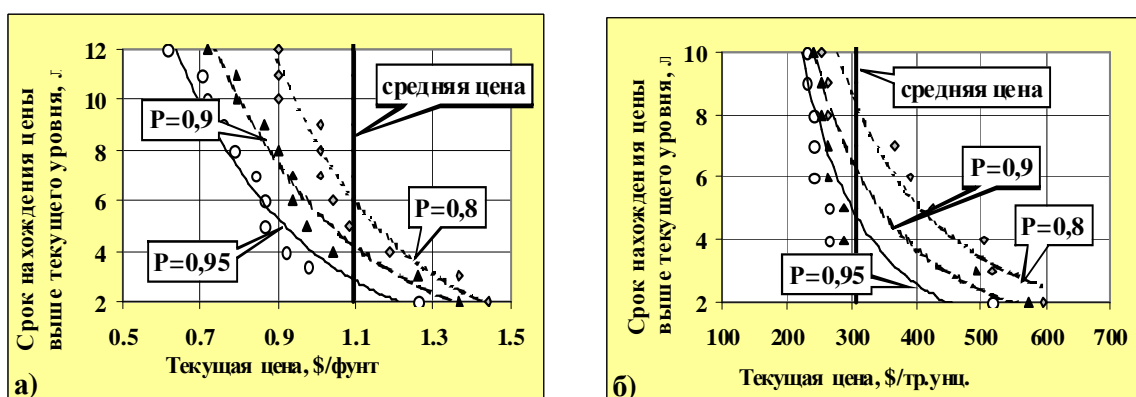 Срок нахождения цены
выше текущего уровня, л
12
10
8
6
4
2
0.5 0.7 0.9 1.1 1.3 1.5
средняя цена
P=0,9
P=0,8
P=0,95
Текущая цена, $/фунт
а)
Срок нахождения цены
выше текущего уровня, л
10
8
6
4
2
100 200 300 400 500 600 700
средняя цена
P=0,9
P=0,8
P=0,95
Текущая цена, $/тр.унц.
б)